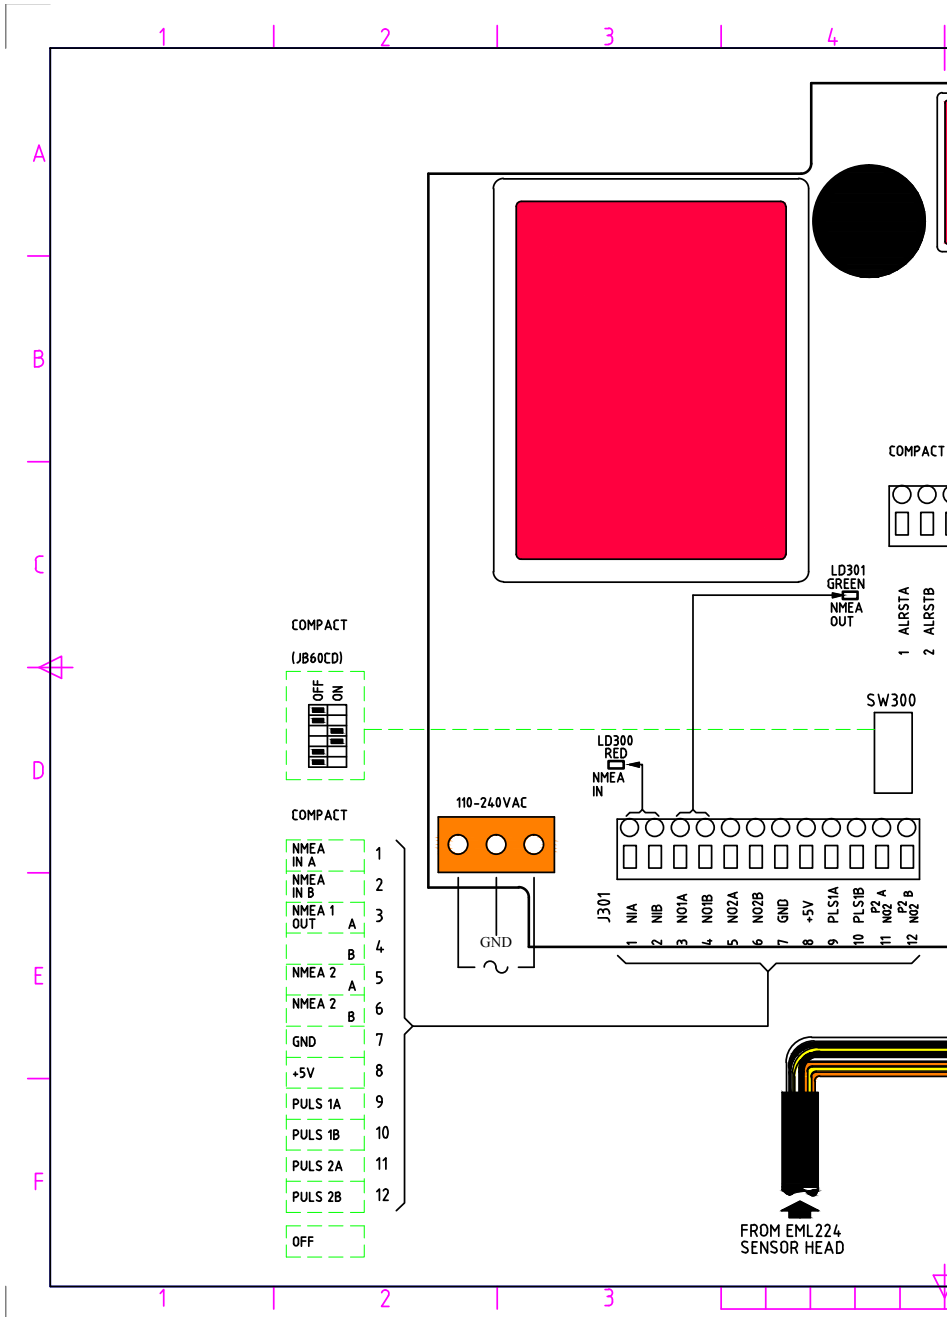 1
2
3
4
A
B
COMPACT
C
LD301
GREEN
NMEA
OUT
1 ALRSTA
2 ALRSTB
COMPACT
(JB60CD)
OFF
ON
SW300
D
LD300
RED
NMEA
IN
110-240VAC
COMPACT
NMEA
IN A
1
NMEA
IN B
2
NMEA 1
OUT A
3
B
4
NMEA 2
A
5
NMEA 2
B
6
GND
7
+5V
8
PULS 1A
9
PULS 1B
10
PULS 2A
11
PULS 2B
12
OFF
GND
J301
1 NIA
2 NIB
3 NO1A
4 NO1B
5 NO2A
6 NO2B
7 GND
8 +5V
9 PLS1A
10 PLS1B
11 P2 A
NO2
12 P2 B
NO2
E
F
FROM EML224
SENSOR HEAD
1
2
3